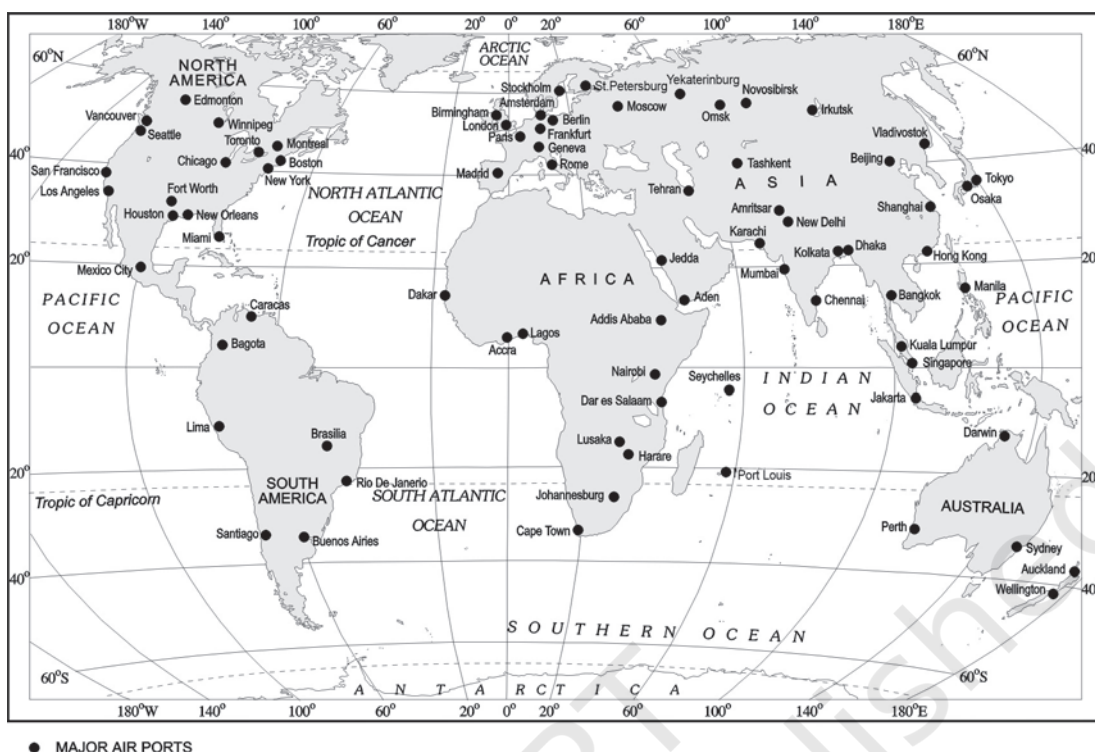 180°W 140° 100° 60° 20° 0° 20° 60° 100° 140° 180°E
60°N
ARCTIC
OCEAN
60°N
NORTH
AMERICA
Edmonton
Vancouver
Seattle
Winnipeg
Toronto
Montreal
Chicago
Boston
New York
San Francisco
Los Angeles
Fort Worth
Houston
New Orleans
Miami
Mexico City
40°
20°
NORTH ATLANTIC
OCEAN
Tropic of Cancer
PACIFIC
OCEAN
Caracas
Bagota
Lima
Brasilia
Rio De Janerio
SOUTH
AMERICA
Santiago
Buenos Airies
SOUTH ATLANTIC
OCEAN
Tropic of Capricorn
20°
40°
60°S
Stockholm
St.Petersburg
Yekaterinburg
Novosibirsk
Amsterdam
Birmingham
Berlin
Moscow
Omsk
Irkutsk
London
Paris
Frankfurt
Geneva
Madrid
Rome
Vladivostok
Tashkent
Beijing
ASIA
Tehran
Tokyo
Osaka
Amritsar
New Delhi
Shanghai
Karachi
Kolkata
Dhaka
Hong Kong
Mumbai
Jedda
AFRICA
Dakar
Aden
Chennai
Bangkok
Manila
PACIFIC
OCEAN
Addis Ababa
Lagos
Accra
Kuala Lumpur
Singapore
Nairobi
Seychelles
INDIAN
OCEAN
Dar es Salaam
Jakarta
Lusaka
Harare
Darwin
Port Louis
Johannesburg
Cape Town
AUSTRALIA
Perth
Sydney
Auckland
Wellington
40
20
20
40
SOUTHERN OCEAN
60°S
ANTARCTICA
180°W 140° 100° 60° 20° 0° 20° 60° 100° 140° 180°E
MAJOR AIR PORTS